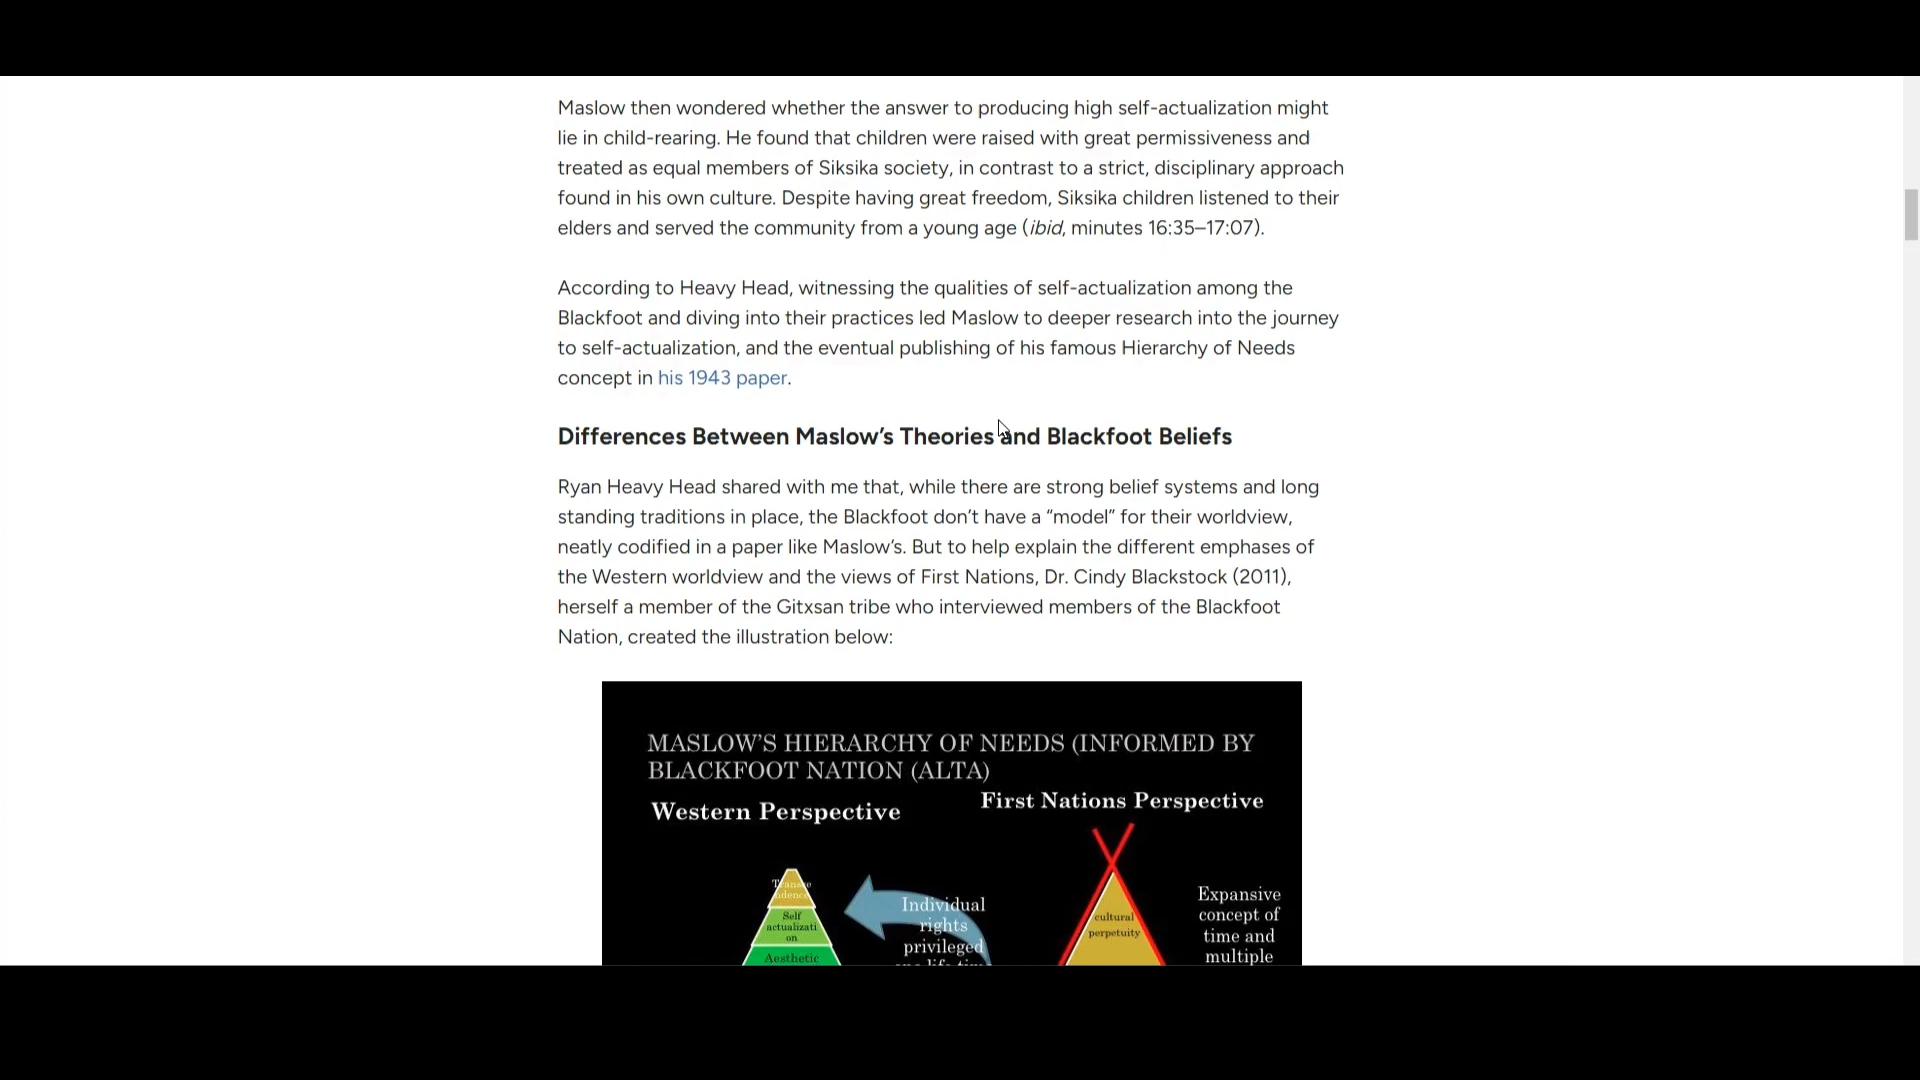 Maslow then wondered whether the answer to producing high self-actualization might
lie in child-rearing. He found that children were raised with great permissiveness and
treated as equal members of Siksika society, in contrast to a strict, disciplinary approach
found in his own culture. Despite having great freedom, Siksika children listened to their
elders and served the community from a young age (ibid, minutes 16:35–17:07).
According to Heavy Head, witnessing the qualities of self-actualization among the
Blackfoot and diving into their practices led Maslow to deeper research into the journey
to self-actualization, and the eventual publishing of his famous Hierarchy of Needs
concept in his 1943 paper.
Differences Between Maslow’s Theories and Blackfoot Beliefs
Ryan Heavy Head shared with me that, while there are strong belief systems and long
standing traditions in place, the Blackfoot don’t have a “model” for their worldview,
neatly codified in a paper like Maslow’s. But to help explain the different emphases of
the Western worldview and the views of First Nations, Dr. Cindy Blackstock (2011),
herself a member of the Gitxsan tribe who interviewed members of the Blackfoot
Nation, created the illustration below:
MASLOW’S HIERARCHY OF NEEDS (INFORMED BY
BLACKFOOT NATION (ALTA)
Western Perspective
First Nations Perspective
Self
actualizati
on
Aesthetic
Individual
rights
privileged
cultural
perpetuity
Expansive
concept of
time and
multiple